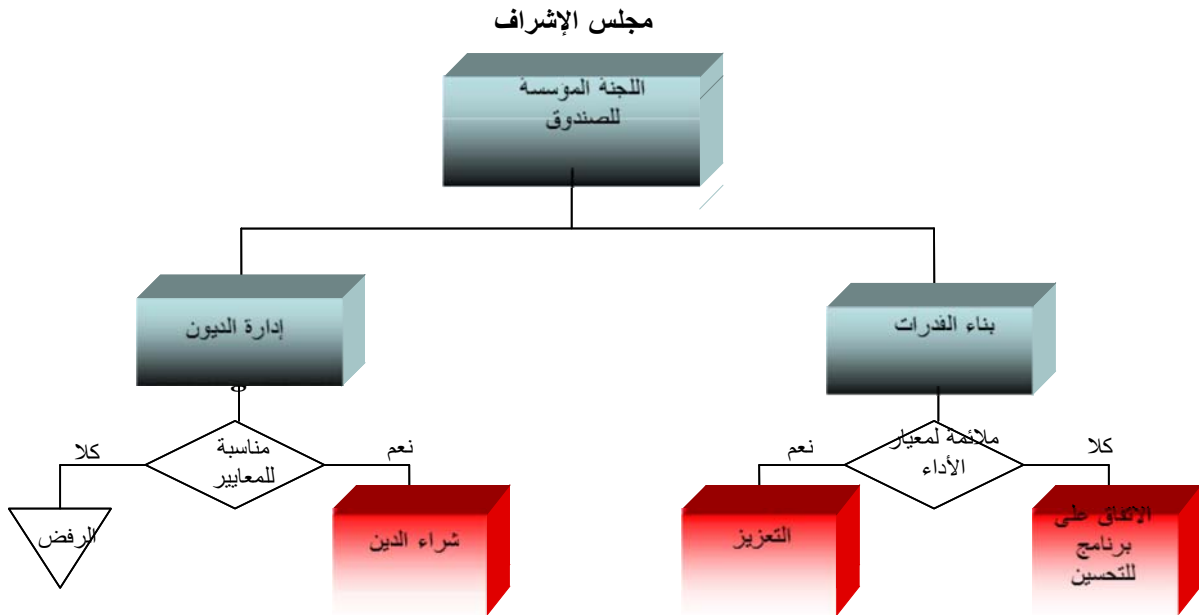 مجلس الإشراف
اللجنة المؤسسة
للصندوق
بناء القدرات
إدارة الديون
ملائمة لمعيار
الأداء
كلا
نعم
مناسبة
للمعايير
نعم
كلا
الاتفاق على
برنامج
للتحسين
التعزيز
شراء الدين
الرفض